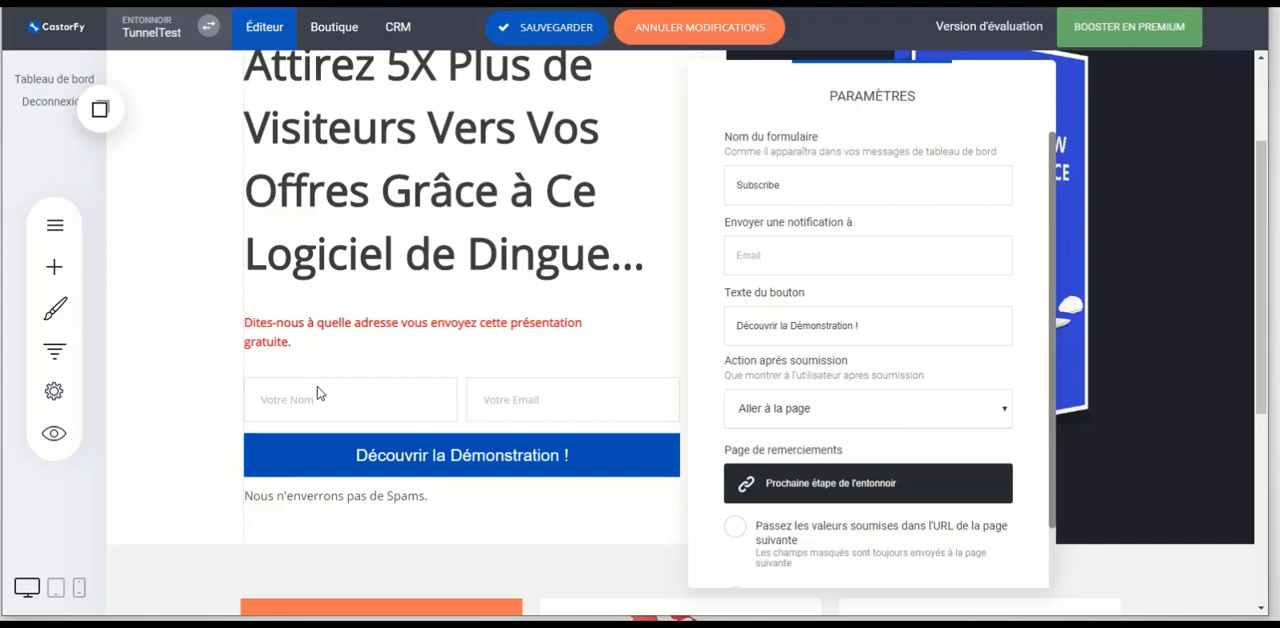 CastorFy
ENTONNOIR
TunnelTest
Éditeur
Boutique
CRM
SAUVEGARDER
ANNULER MODIFICATIONS
Version d'évaluation
BOOSTER EN PREMIUM
Tableau de bord
Deconnexio
Attirez 5X Plus de
Visiteurs Vers Vos
Offres Grâce à Ce
Logiciel de Dingue...
Dites-nous à quelle adresse vous envoyez cette présentation
gratuite.
Votre Nom
Votre Email
Découvrir la Démonstration !
Nous n'enverrons pas de Spams.
PARAMÈTRES
Nom du formulaire
Comme il apparaîtra dans vos messages de tableau de bord
Subscribe
Envoyer une notification à
Email
Texte du bouton
Découvrir la Démonstration !
Action aprés soumission
Que montrer à l'utilisateur apres soumission
Aller à la page
Page de remerciements
Prochaine étape de l'entonnoir
Passez les valeurs soumises dans l'URL de la page
suivante
Les champs masqués sont toujours envoyés à la page
suivante
W
CE